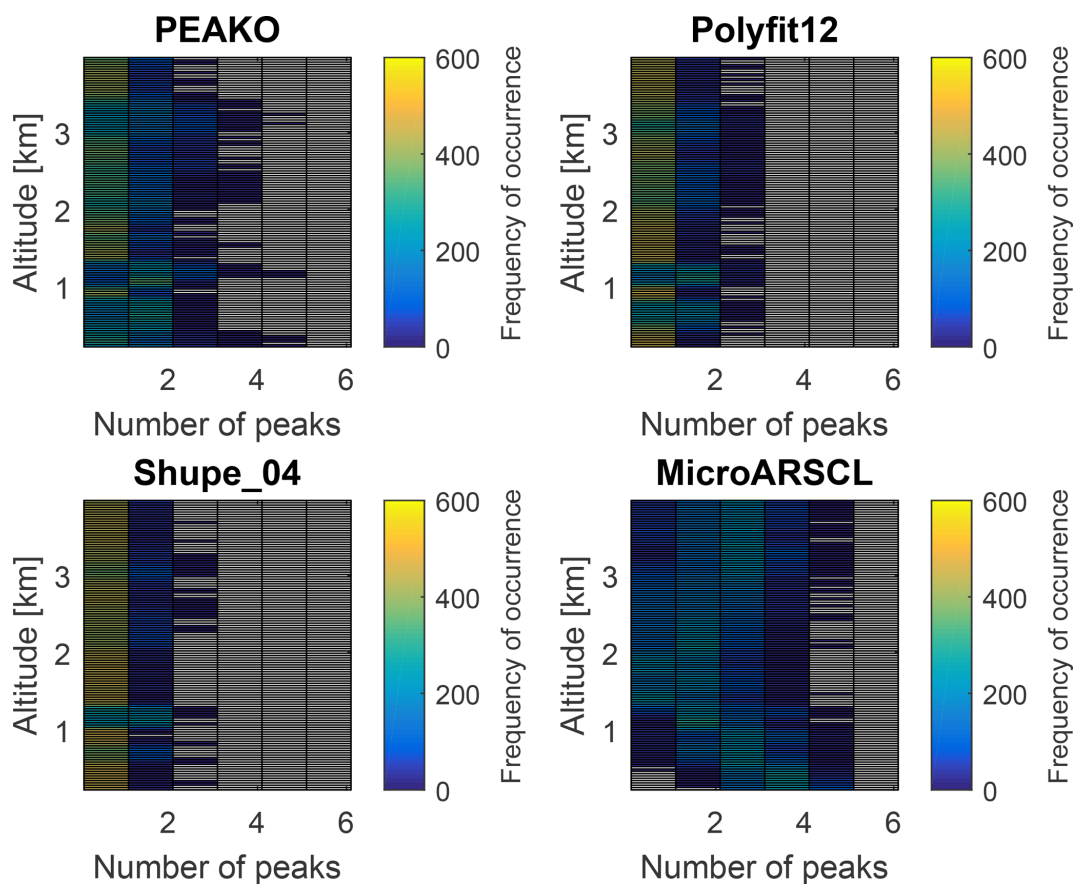 PEAKO
Altitude [km]
3
2
1
2 4 6
Number of peaks
600
400
200
0
Frequency of occurrence
Polyfit12
Altitude [km]
3
2
1
2 4 6
Number of peaks
600
400
200
0
Frequency of occurrence
Shupe_04
Altitude [km]
3
2
1
2 4 6
Number of peaks
600
400
200
0
Frequency of occurrence
MicroARSCL
Altitude [km]
3
2
1
2 4 6
Number of peaks
600
400
200
0
Frequency of occurrence